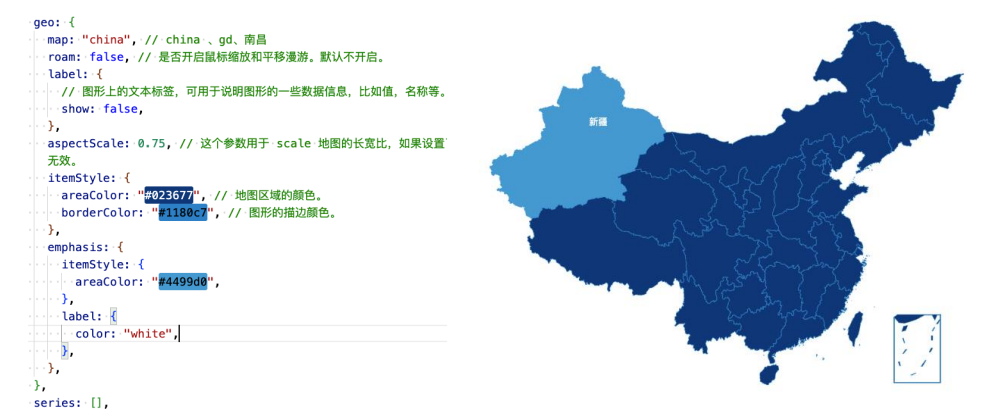 geo: {
map: "china", // china 、gd、南昌
roam: false, // 是否开启鼠标缩放和平移漫游。默认不开启。
label: {
// 图形上的文本标签，可用于说明图形的一些数据信息，比如值，名称等。
show: false,
},
aspectScale: 0.75, // 这个参数用于 scale 地图的长宽比，如果设置
无效。
itemStyle: {
areaColor: "#023677", // 地图区域的颜色。
borderColor: "#1180c7", // 图形的描边颜色。
},
emphasis: {
itemStyle: {
areaColor: "#4499d0",
},
label: {
color: "white",
},
},
},
series: [],
新疆